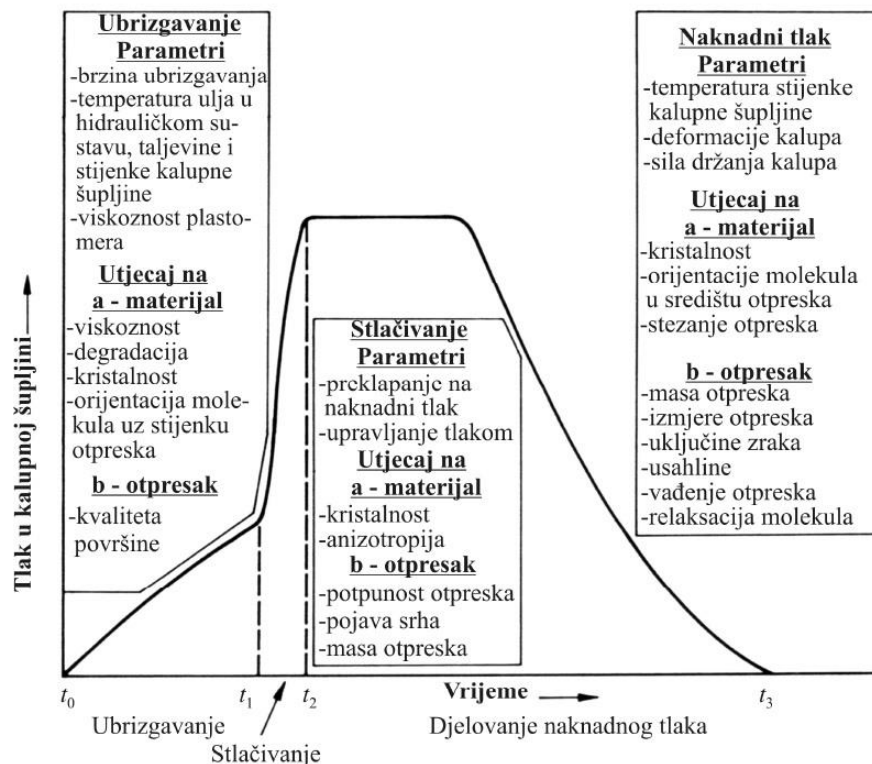 Ubrizgavanje
Parametri
-brzina ubrizgavanja
-temperatura ulja u
hidrauličkom su-
stavu, taljevine i
stijenke kalupne
šupljine
-viskoznost plasto-
mera
Utjecaj na
a - materijal
-viskoznost
-degradacija
-kristalnost
-orijentacija mole-
kula uz stijenku
otpreska
b - otpresak
-kvaliteta
površine
Stlačivanje
Parametri
-preklapanje na
naknadni tlak
-upravljanje tlakom
Utjecaj na
a - materijal
-kristalnost
-anizotropija
b - otpresak
-potpunost otpreska
-pojava srha
-masa otpreska
Naknadni tlak
Parametri
-temperatura stijenke
kalupne šupljine
-deformacije kalupa
-sila držanja kalupa
Utjecaj na
a - materijal
-kristalnost
-orijentacije molekula
u središtu otpreska
-stezanje otpreska
b - otpresak
-masa otpreska
-izmjere otpreska
-uključine zraka
-usahline
-vađenje otpreska
-relaksacija molekula
Tlak u kalupnoj šupljini
t0 t1 t2 Vrijeme t3
Ubrizgavanje Djelovanje naknadnog tlaka
Stlačivanje